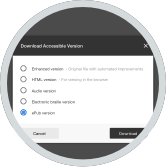 Download Accessible Version ×
Enhanced version - Original file with automated improvements
HTML version - For viewing in the browser
Audio version
Electronic braille version
ePub version
Cancel Download